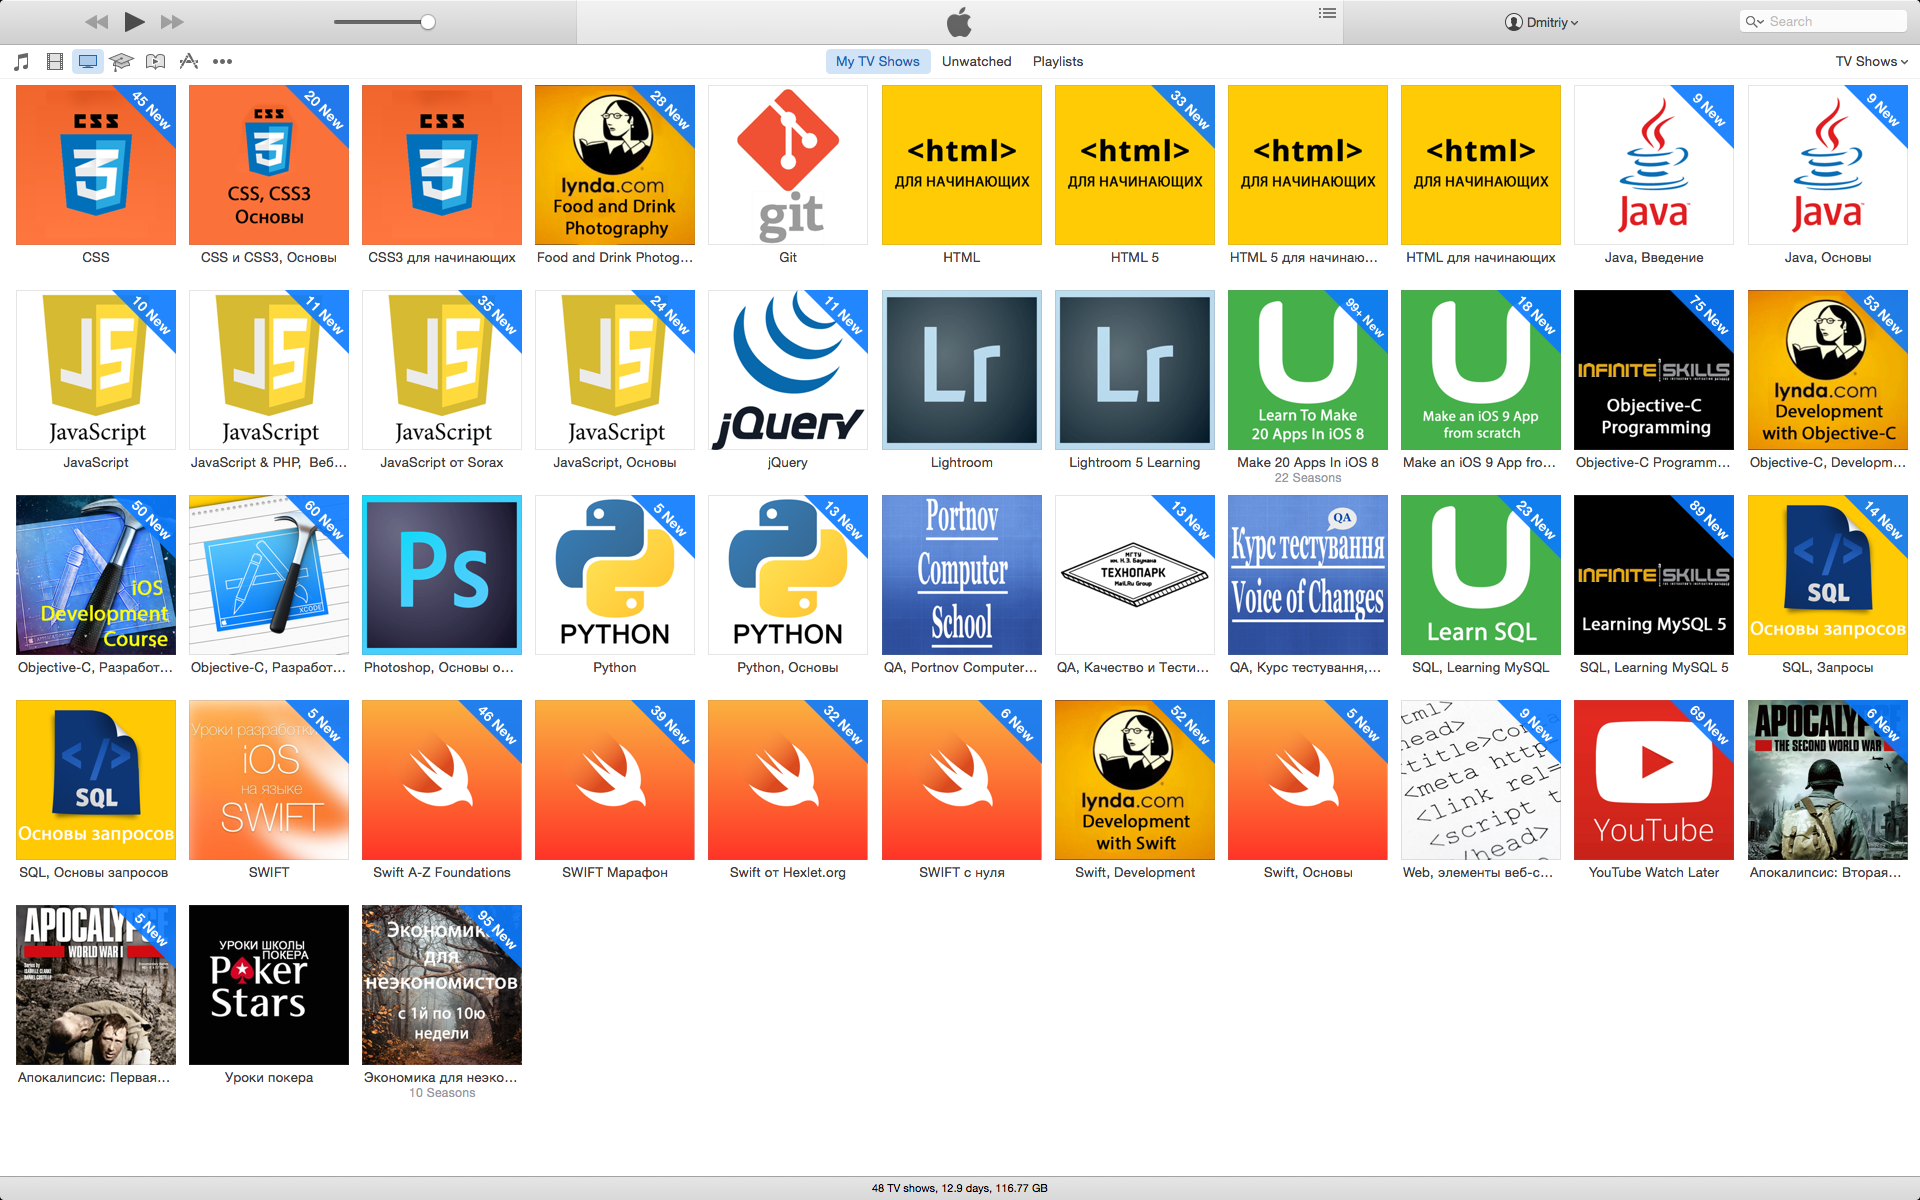 Dmitriy
Search
My TV Shows
Unwatched
Playlists
TV Shows
CSS
3
45 New
CSS
CSS
3
20 New
CSS, CSS3
Основы
CSS и CSS3, Основы
CSS
3
CSS3 для начинающих
28 New
lynda.com
Food and Drink
Photography
Food and Drink Photog...
git
Git
<html>
ДЛЯ НАЧИНАЮЩИХ
HTML
33 New
<html>
ДЛЯ НАЧИНАЮЩИХ
HTML 5
<html>
ДЛЯ НАЧИНАЮЩИХ
HTML 5 для начинаю...
<html>
ДЛЯ НАЧИНАЮЩИХ
HTML для начинающих
9 New
Java
Java, Введение
9 New
Java
Java, Основы
10 New
JS
JavaScript
JavaScript
11 New
JS
JavaScript
JavaScript & PHP, Веб...
35 New
JS
JavaScript
JavaScript от Sorax
24 New
JS
JavaScript
JavaScript, Основы
11 New
jQuery
jQuery
Lr
Lightroom
Lr
Lightroom 5 Learning
99+ New
U
Learn To Make
20 Apps In iOS 8
Make 20 Apps In iOS 8
22 Seasons
18 New
U
Make an iOS 9 App
from scratch
Make an iOS 9 App fro...
75 New
INFINITE SKILLS
Objective-C
Programming
Objective-C Programm...
53 New
lynda.com
Development
with Objective-C
Objective-C, Developm...
50 New
iOS
Development
Course
Objective-C, Разработ...
60 New
XCODE
Objective-C, Разработ...
Ps
Photoshop, Основы о...
5 New
PYTHON
Python
13 New
PYTHON
Python, Основы
Portnov
Computer
School
QA, Portnov Computer...
13 New
МГТУ
им. Н.Э. Баумана
ТЕХНОПАРК
Mail.Ru Group
QA, Качество и Тести...
QA
Курс тестування
Voice of Changes
QA, Курс тестування,...
23 New
U
Learn SQL
SQL, Learning MySQL
89 New
INFINITE SKILLS
Learning MySQL 5
SQL, Learning MySQL 5
14 New
</>
SQL
Основы запросов
SQL, Запросы
</>
SQL
Основы запросов
SQL, Основы запросов
5 New
Уроки разработки
iOS
на языке
SWIFT
SWIFT
46 New
Swift A-Z Foundations
39 New
SWIFT Марафон
32 New
Swift от Hexlet.org
6 New
SWIFT с нуля
52 New
lynda.com
Development
with Swift
Swift, Development
5 New
Swift, Основы
9 New
tml>
head>
<title>Con
<meta http
<link rel=
<script t
/head>
Web, элементы веб-с...
69 New
YouTube
YouTube Watch Later
6 New
APOCALYPSE
THE SECOND WORLD WAR
Апокалипсис: Вторая...
5 New
APOCALYPSE
WORLD WAR I
Апокалипсис: Первая...
УРОКИ ШКОЛЫ
ПОКЕРА
Poker
Stars
Уроки покера
95 New
Экономика
для
неэкономистов
с 1й по 10ю
недели
Экономика для неэко...
10 Seasons
48 TV shows, 12.9 days, 116.77 GB